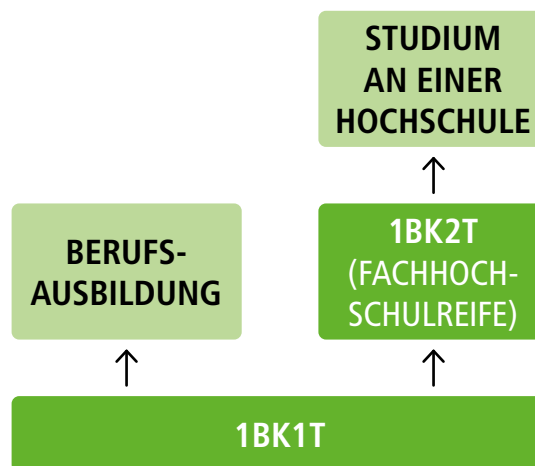 STUDIUM
AN EINER
HOCHSCHULE
BERUFS-
AUSBILDUNG
1BK2T
(FACHHOCH-
SCHULREIFE)
1BK1T